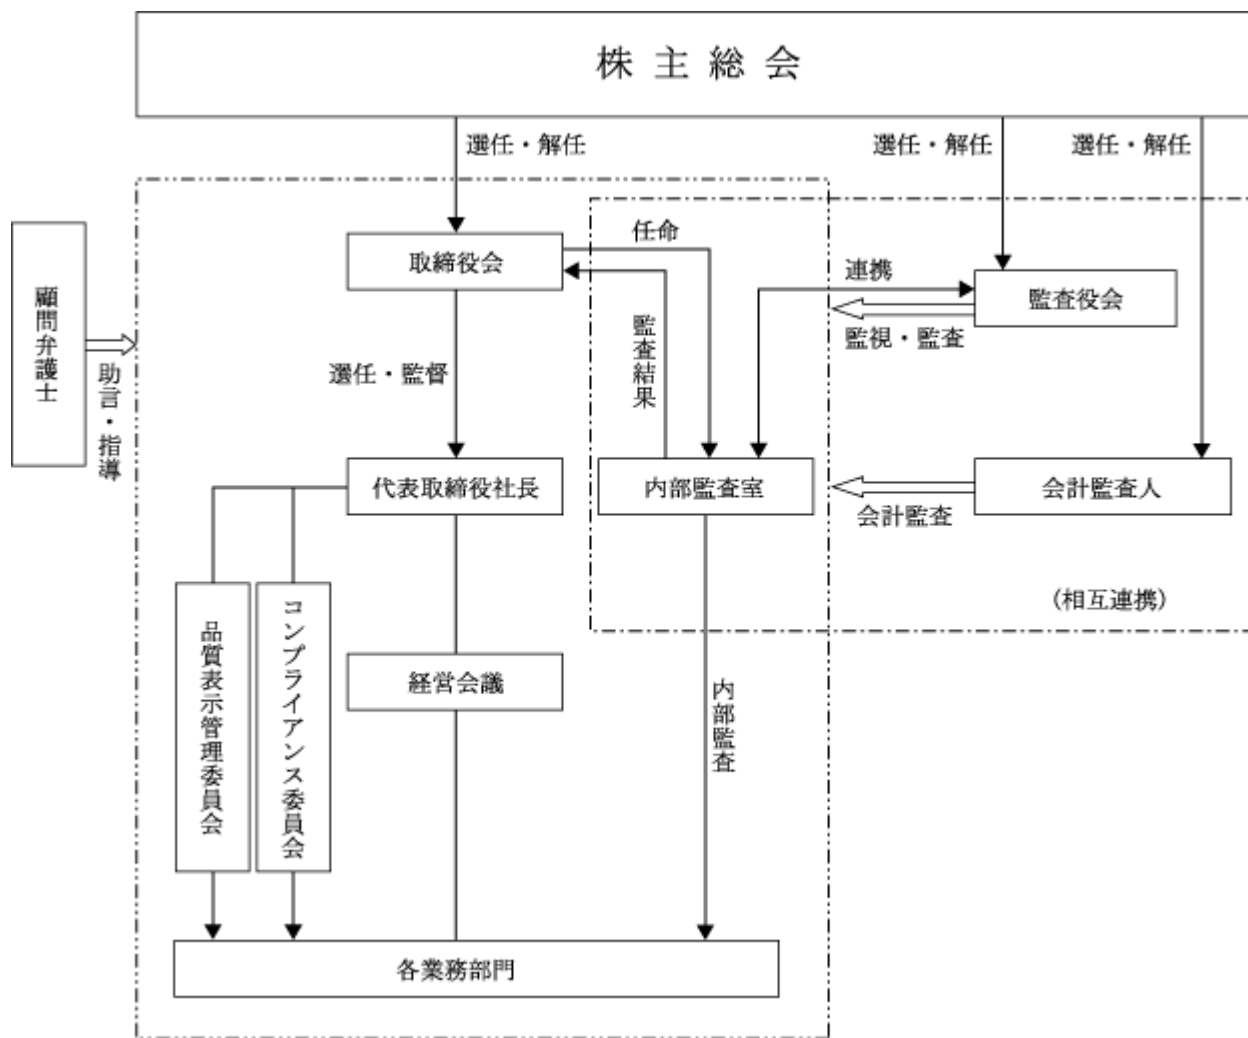 株主総会
選任・解任
選任・解任
選任・解任
顧問弁護士
助言・指導
取締役会
任命
連携
監査役会
監視・監査
監査結果
選任・監督
代表取締役社長
内部監査室
会計監査人
会計監査
(相互連携)
品質表示管理委員会
コンプライアンス委員会
経営会議
内部監査
各業務部門